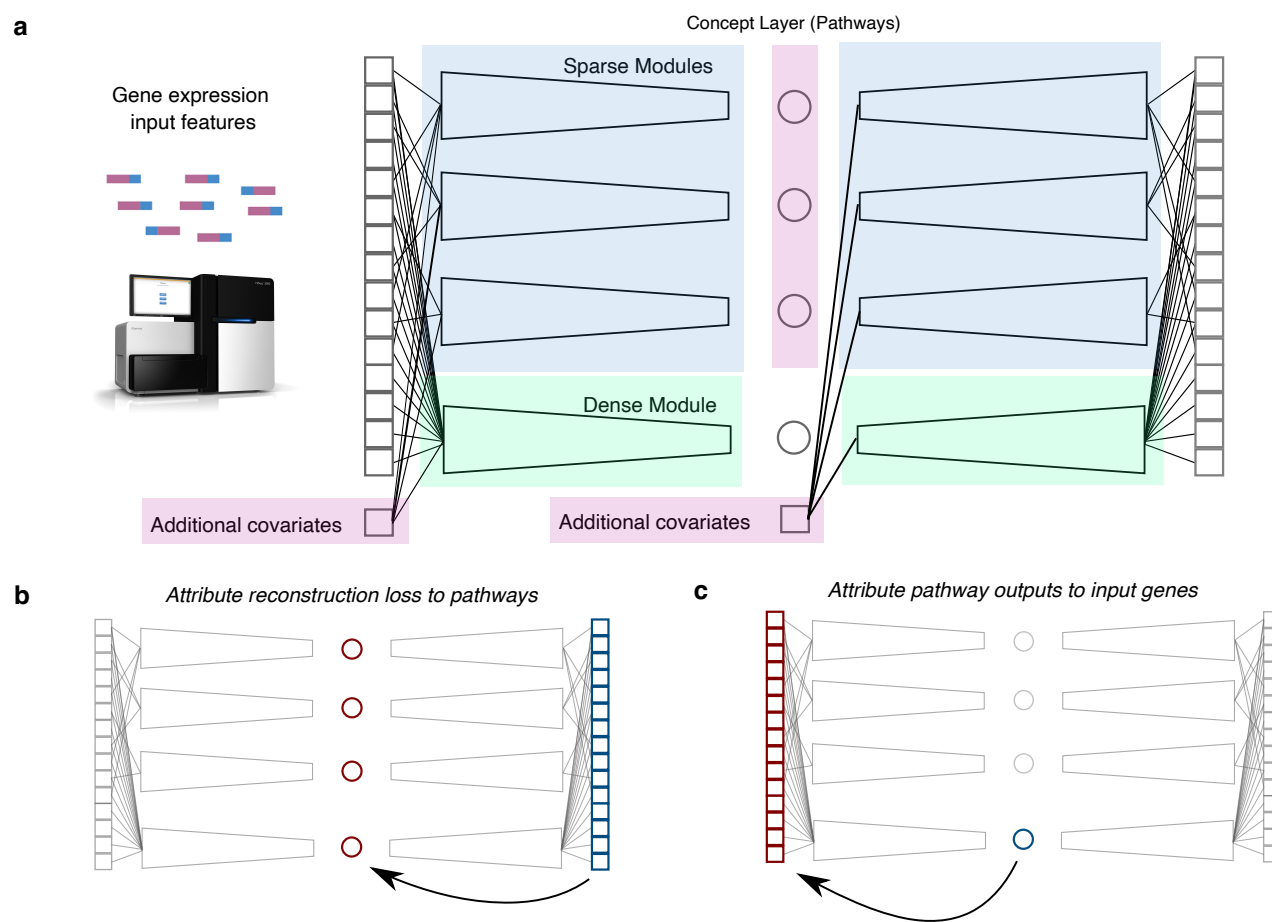 a
Concept Layer (Pathways)
Sparse Modules
Gene expression
input features
Dense Module
Additional covariates
Additional covariates
b
Attribute reconstruction loss to pathways
c
Attribute pathway outputs to input genes